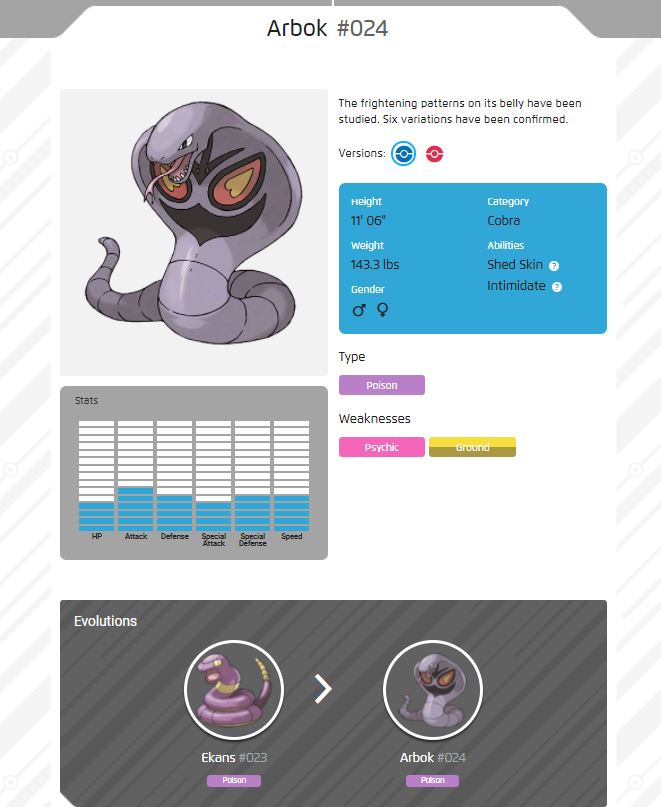 Arbok #024
The frightening patterns on its belly have been
studied. Six variations have been confirmed.
Versions:
Height
11' 06"
Weight
143.3 lbs
Gender
♂ ♀
Category
Cobra
Abilities
Shed Skin ?
Intimidate ?
Type
Poison
Weaknesses
Psychic Ground
Stats
HP Attack Defense Special Attack Special Defense Speed
Evolutions
Ekans #023
Poison
Arbok #024
Poison